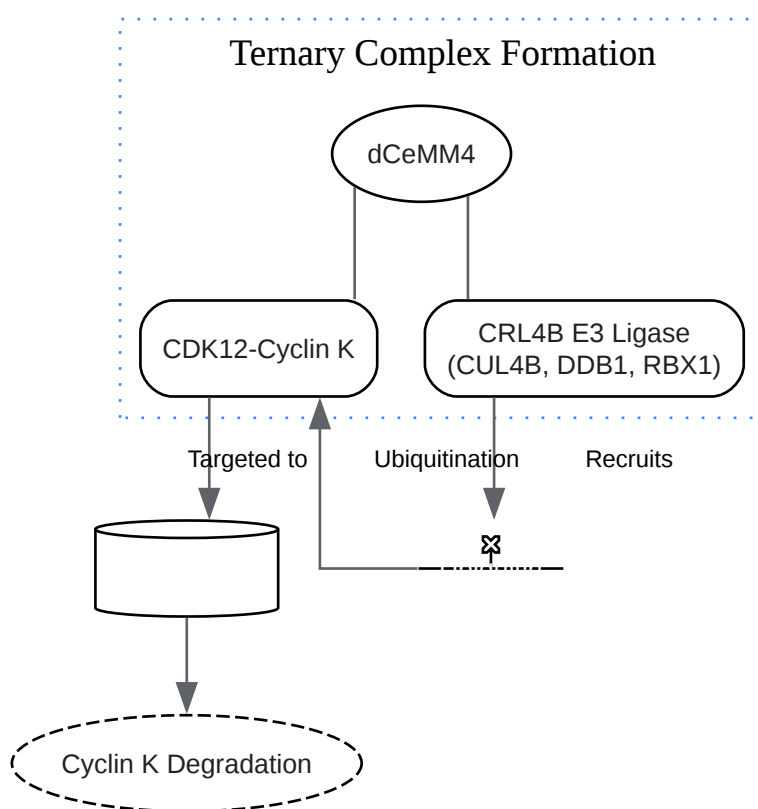 Ternary Complex Formation
dCeMM4
CDK12-Cyclin K
CRL4B E3 Ligase
(CUL4B, DDB1, RBX1)
Targeted to
Ubiquitination
Recruits
Cyclin K Degradation